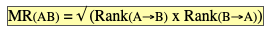 MR(AB) = √ (Rank(A→B) x Rank(B→A))